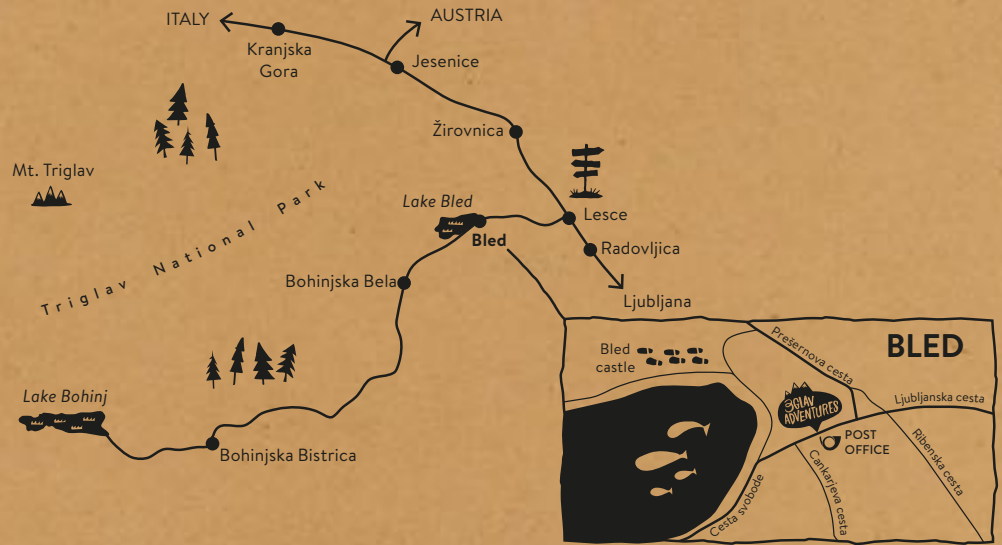 ITALY
AUSTRIA
Kranjska
Gora
Jesenice
Žirovnica
Mt. Triglav
Lake Bled
Lesce
Bled
Radovljica
Triglav National Park
Bohinjska Bela
Ljubljana
Lake Bohinj
Bohinjska Bistrica
BLED
Prešernova cesta
Bled
castle
3GLAV
ADVENTURES
Ljubljanska cesta
POST
OFFICE
Ribenska cesta
Cankarjeva cesta
Cesta svobode